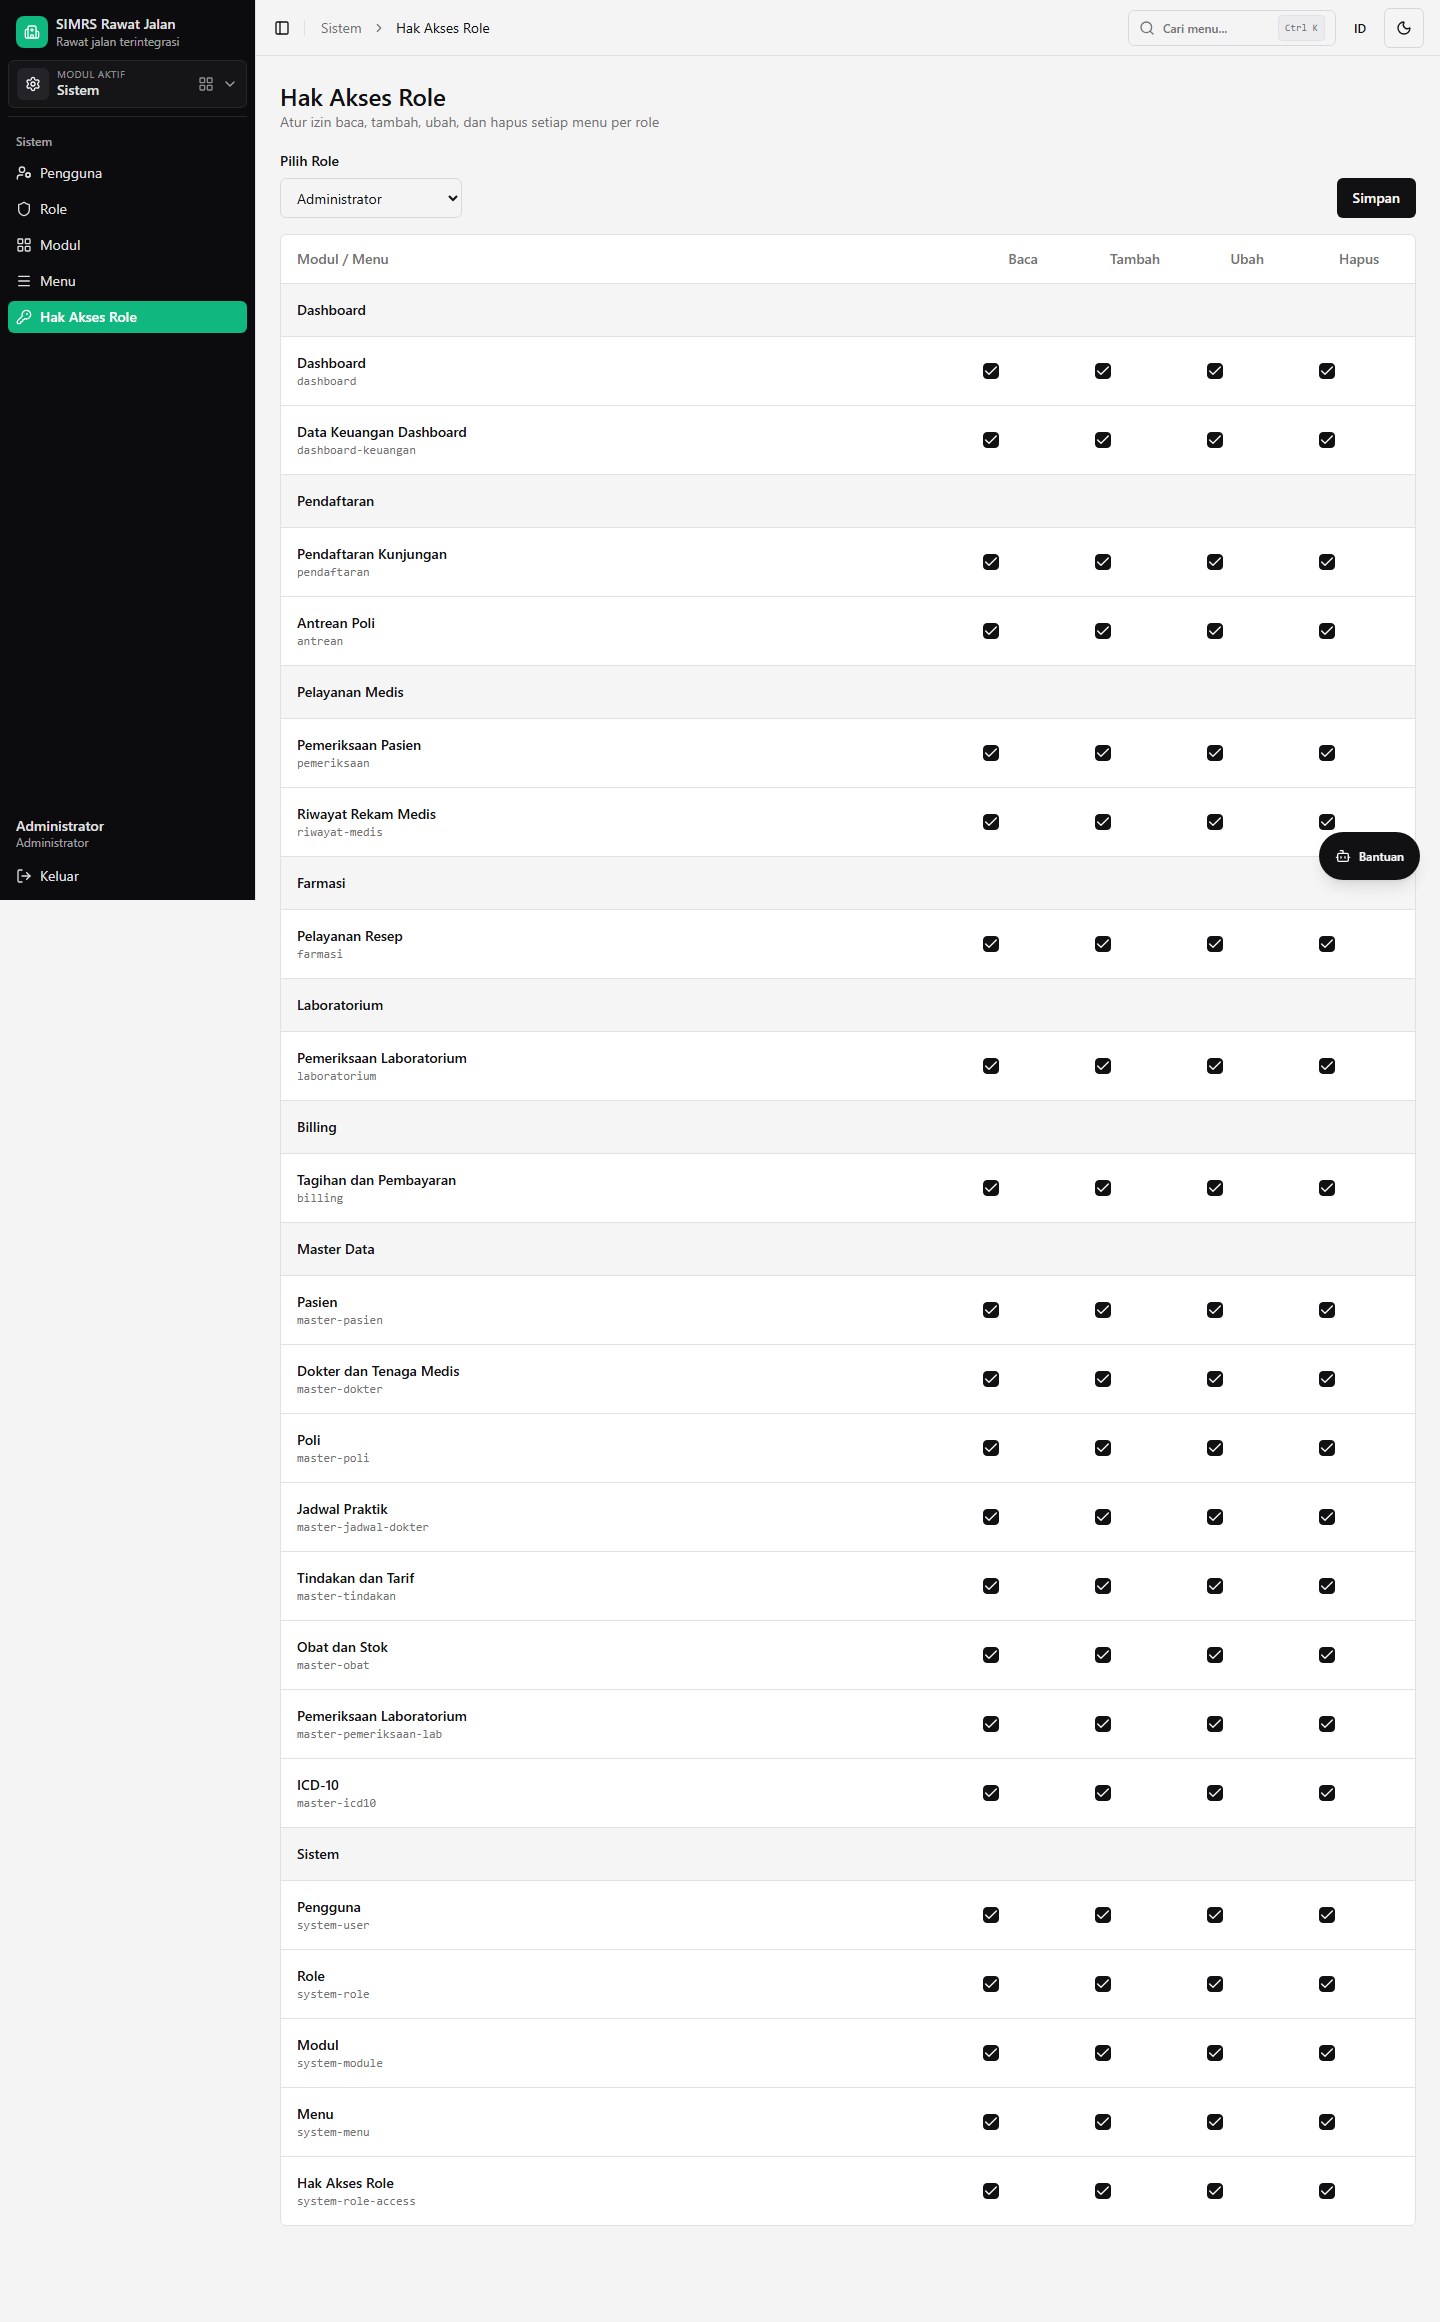 SIMRS Rawat Jalan
Rawat jalan terintegrasi
MODUL AKTIF
Sistem
Sistem
Pengguna
Role
Modul
Menu
Hak Akses Role
Administrator
Administrator
Keluar
Sistem > Hak Akses Role
Cari menu...
Ctrl K
ID
Hak Akses Role
Atur izin baca, tambah, ubah, dan hapus setiap menu per role
Pilih Role
Administrator
Simpan
Modul / Menu Baca Tambah Ubah Hapus
Dashboard
Dashboard
dashboard
Data Keuangan Dashboard
dashboard-keuangan
Pendaftaran
Pendaftaran Kunjungan
pendaftaran
Antrean Poli
antrean
Pelayanan Medis
Pemeriksaan Pasien
pemeriksaan
Riwayat Rekam Medis
riwayat-medis
Bantuan
Farmasi
Pelayanan Resep
farmasi
Laboratorium
Pemeriksaan Laboratorium
laboratorium
Billing
Tagihan dan Pembayaran
billing
Master Data
Pasien
master-pasien
Dokter dan Tenaga Medis
master-dokter
Poli
master-poli
Jadwal Praktik
master-jadwal-dokter
Tindakan dan Tarif
master-tindakan
Obat dan Stok
master-obat
Pemeriksaan Laboratorium
master-pemeriksaan-lab
ICD-10
master-icd10
Sistem
Pengguna
system-user
Role
system-role
Modul
system-module
Menu
system-menu
Hak Akses Role
system-role-access